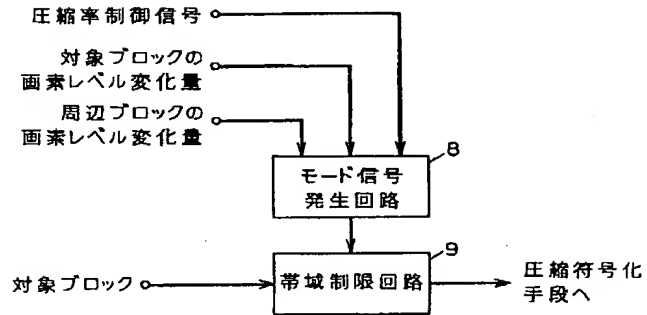 圧縮率制御信号
対象ブロックの
画素レベル変化量
周辺ブロックの
画素レベル変化量
8
モード信号
発生回路
9
対象ブロック
帯域制限回路
圧縮符号化
手段へ